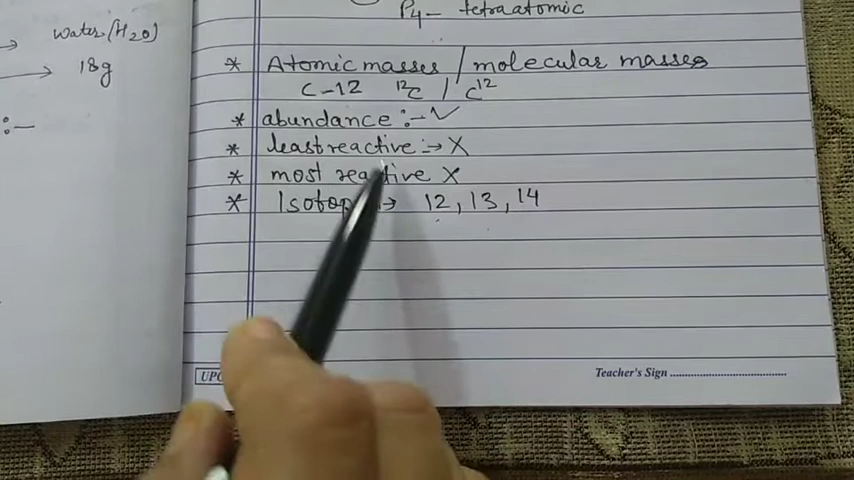 Water (H2O)
→ 18g
:-
P4 - tetraatomic
* Atomic masses / molecular masses
C-12 12C / C12
* abundance :- ✓
* least reactive :→ X
* most reactive X
* → 12, 13, 14
Teacher's Sign ..............................